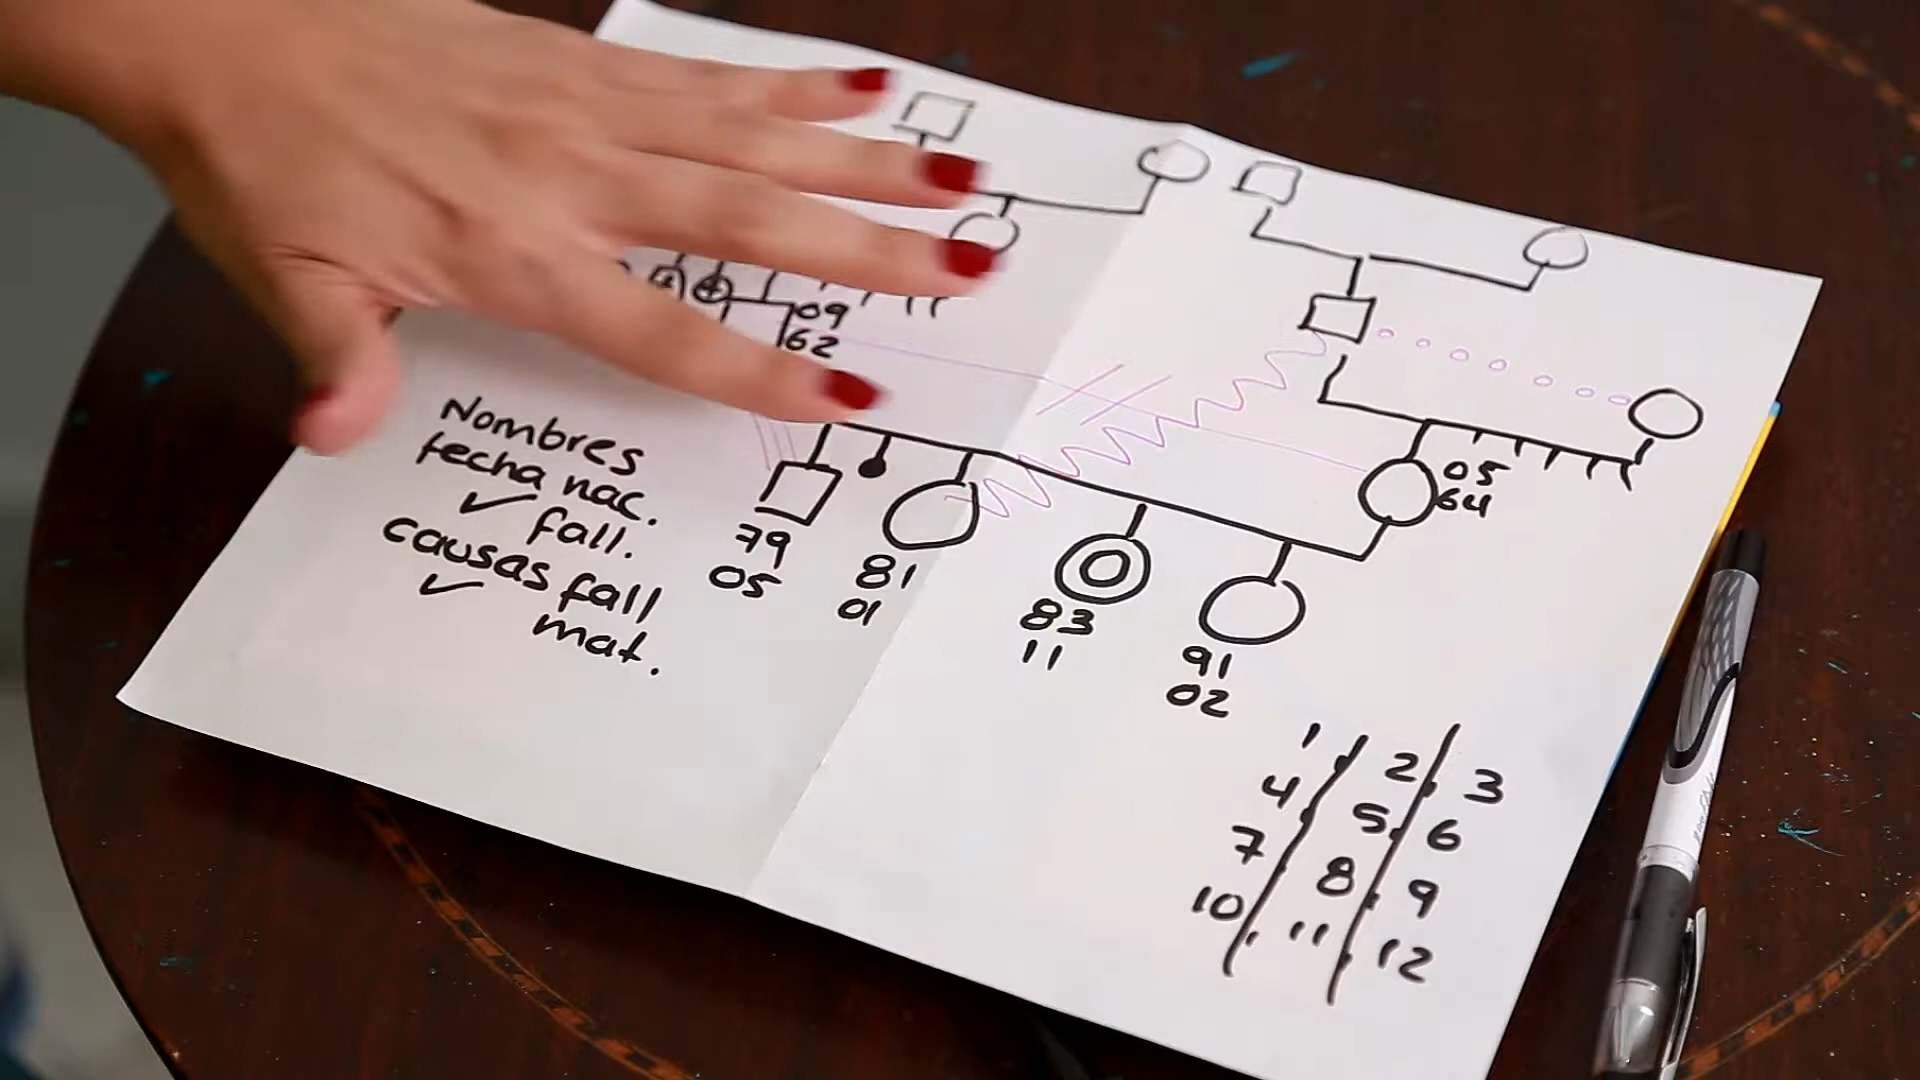 09
62
05
64
Nombres
fecha nac.
✓ fall.
causas fall
✓ mat.
79
05
81
01
83
11
91
02
1 2 3
4 5 6
7 8 9
10 11 12